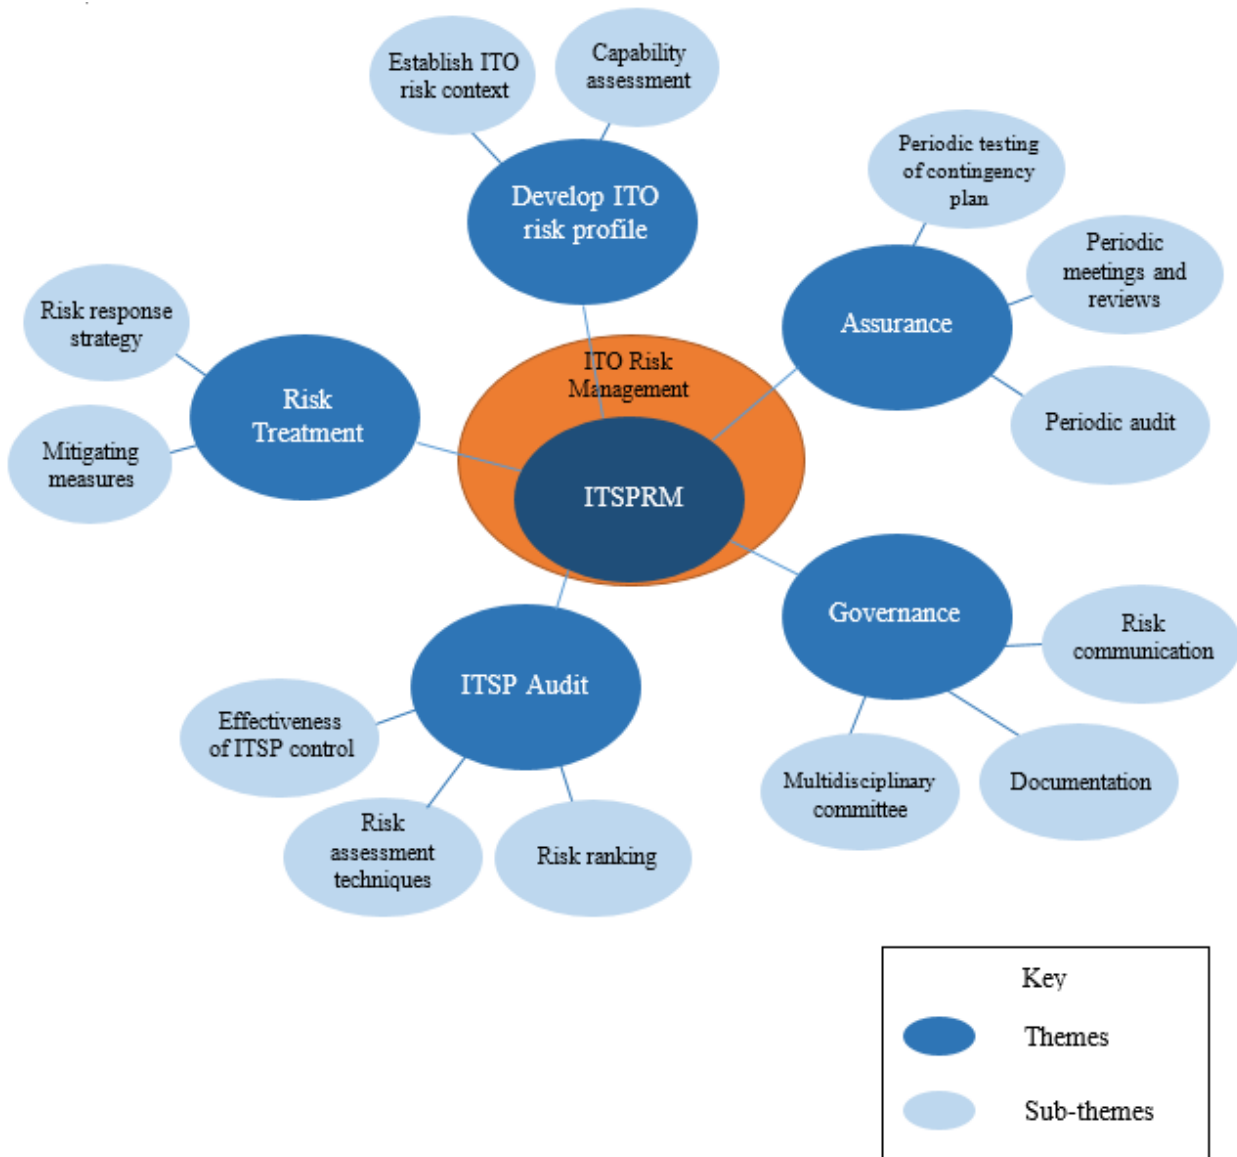 Establish ITO
risk context
Capability
assessment
Develop ITO
risk profile
Periodic testing
of contingency
plan
Periodic
meetings and
reviews
Assurance
Periodic audit
Risk response
strategy
Risk
Treatment
Mitigating
measures
ITO Risk
Management
ITSPRM
Governance
Risk
communication
Documentation
Multidisciplinary
committee
ITSP Audit
Effectiveness
of ITSP control
Risk
assessment
techniques
Risk ranking
Key
Themes
Sub-themes